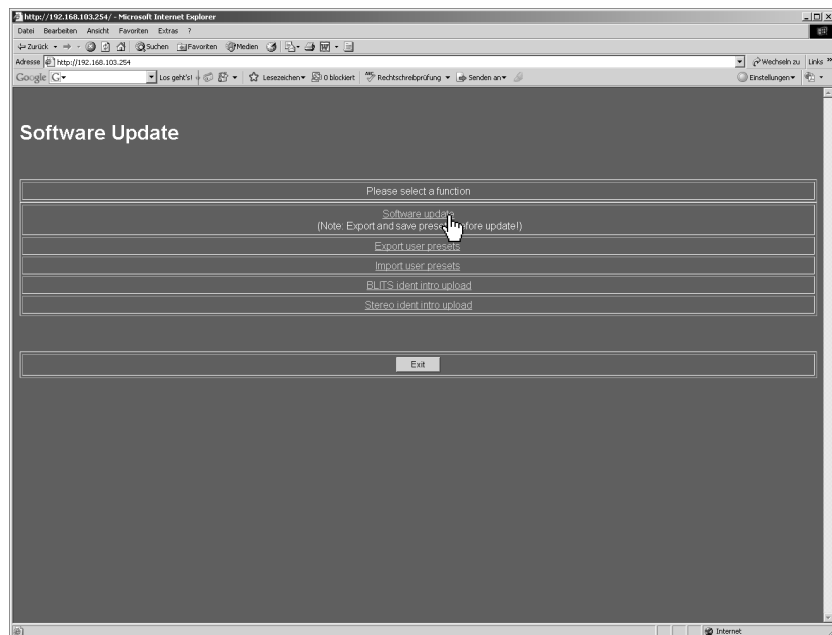 http://192.168.103.254/ - Microsoft Internet Explorer
Datei Bearbeiten Ansicht Favoriten Extras ?
Zurück Suchen Favoriten Medien
Adresse http://192.168.103.254 Wechseln zu Links »
Google G Los geht's! Lesezeichen 0 blockiert Rechtschreibprüfung Senden an Einstellungen
Software Update
Please select a function
Software update
(Note: Export and save presets before update!)
Export user presets
Import user presets
BLITS ident intro upload
Stereo ident intro upload
Exit
Internet